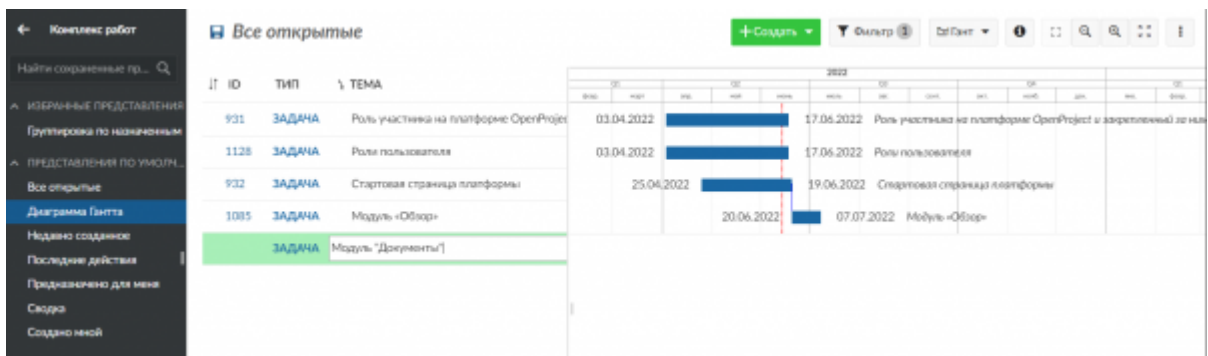 Комплекс работ
Все открытые
+Создать
Фильтр 1
Гант
Найти сохраненные пр...
2022
ID ТИП ТЕМА
Q1 Q2 Q3 Q4 Q1
ИЗБРАННЫЕ ПРЕДСТАВЛЕНИЯ
Группировка по назначенным
ПРЕДСТАВЛЕНИЯ ПО УМОЛЧ...
Все открытые
Диаграмма Гантта
Недавно созданное
Последние действия
Предназначено для меня
Сводка
Создано мной
931 ЗАДАЧА Роль участника на платформе OpenProjec
03.04.2022 17.06.2022 Роль участника на платформе OpenProject и закрепленный за ним
1128 ЗАДАЧА Роли пользователя
03.04.2022 17.06.2022 Роли пользователя
932 ЗАДАЧА Стартовая страница платформы
25.04.2022 19.06.2022 Стартовая страница платформы
1085 ЗАДАЧА Модуль «Обзор»
20.06.2022 07.07.2022 Модуль «Обзор»
ЗАДАЧА Модуль "Документы"